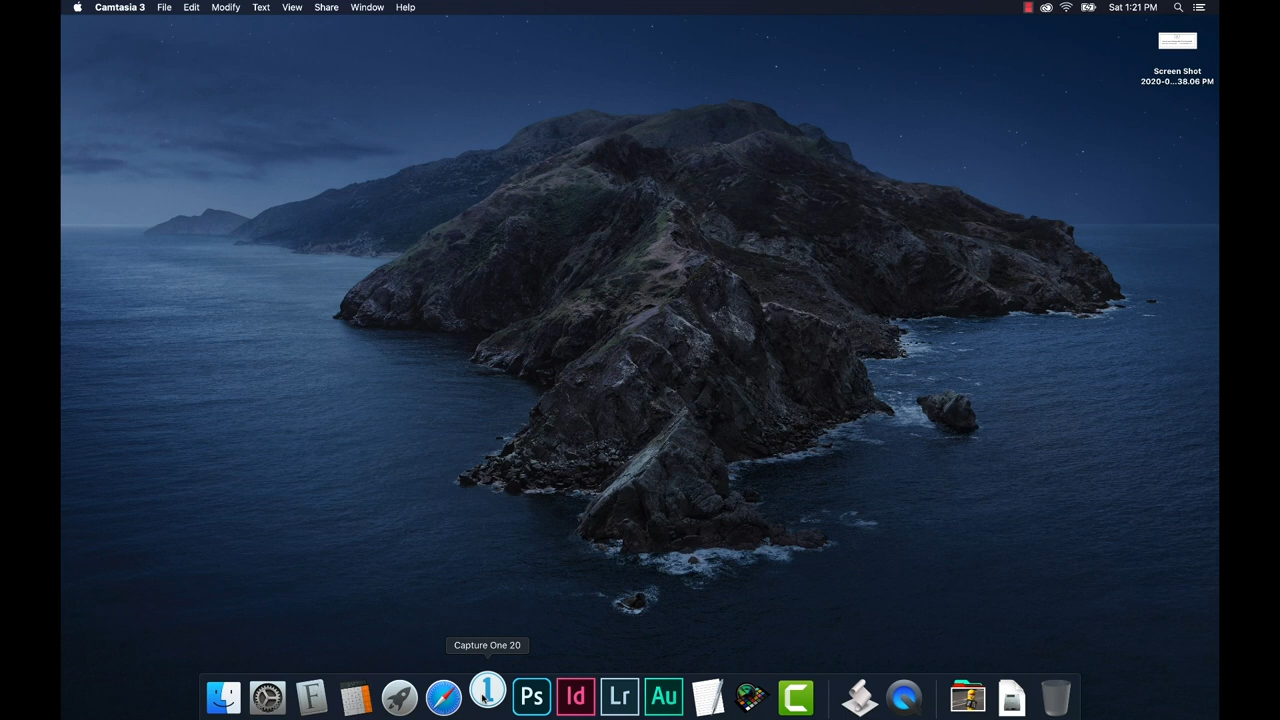 Camtasia 3 File Edit Modify Text View Share Window Help Sat 1:21 PM
Screen Shot
2020-0...38.06 PM
Capture One 20
F 1 Ps Id Lr Au C